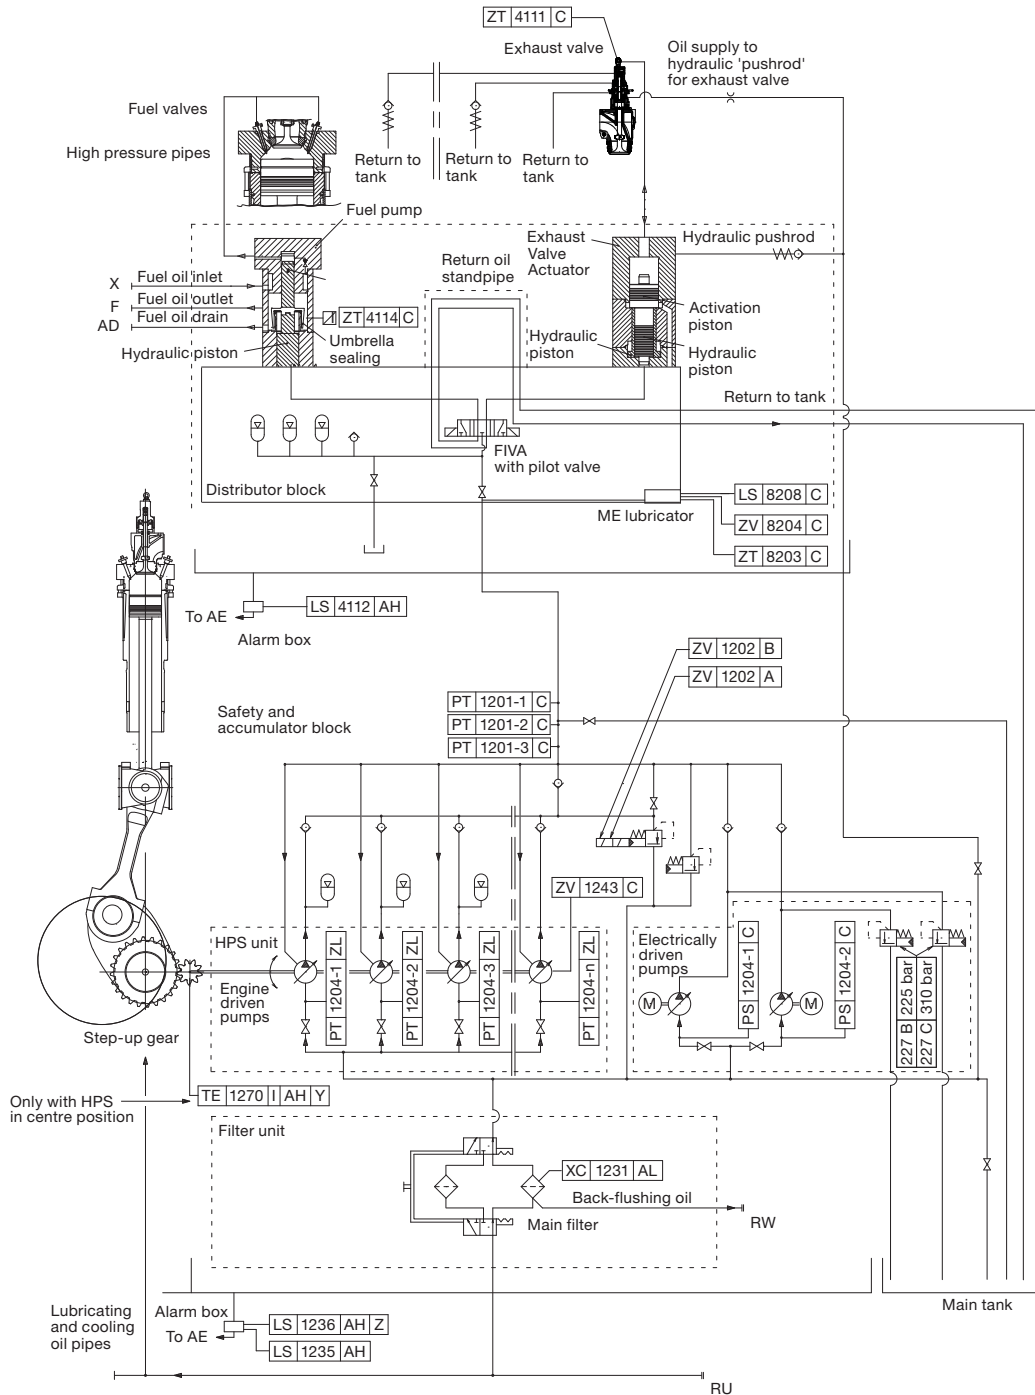 ZT 4111 C
Exhaust valve
Oil supply to
hydraulic 'pushrod'
for exhaust valve
Fuel valves
High pressure pipes
Return to
tank
Return to
tank
Return to
tank
Fuel pump
Exhaust
Valve
Actuator
Hydraulic pushrod
Return oil
standpipe
X Fuel oil inlet
F Fuel oil outlet
AD Fuel oil drain
ZT 4114 C
Umbrella
sealing
Hydraulic piston
Activation
piston
Hydraulic
piston
Hydraulic
piston
Return to tank
FIVA
with pilot valve
Distributor block
ME lubricator
LS 8208 C
ZV 8204 C
ZT 8203 C
LS 4112 AH
To AE
Alarm box
ZV 1202 B
ZV 1202 A
Safety and
accumulator block
PT 1201-1 C
PT 1201-2 C
PT 1201-3 C
ZV 1243 C
HPS unit
Engine
driven
pumps
PT 1204-1 ZL
PT 1204-2 ZL
PT 1204-3 ZL
PT 1204-n ZL
Electrically
driven
pumps
M
M
PS 1204-1 C
PS 1204-2 C
227 B 225 bar
227 C 310 bar
Step-up gear
Only with HPS
in centre position
TE 1270 I AH Y
Filter unit
XC 1231 AL
Back-flushing oil
Main filter
RW
Main tank
Lubricating
and cooling
oil pipes
Alarm box
To AE
LS 1236 AH Z
LS 1235 AH
RU